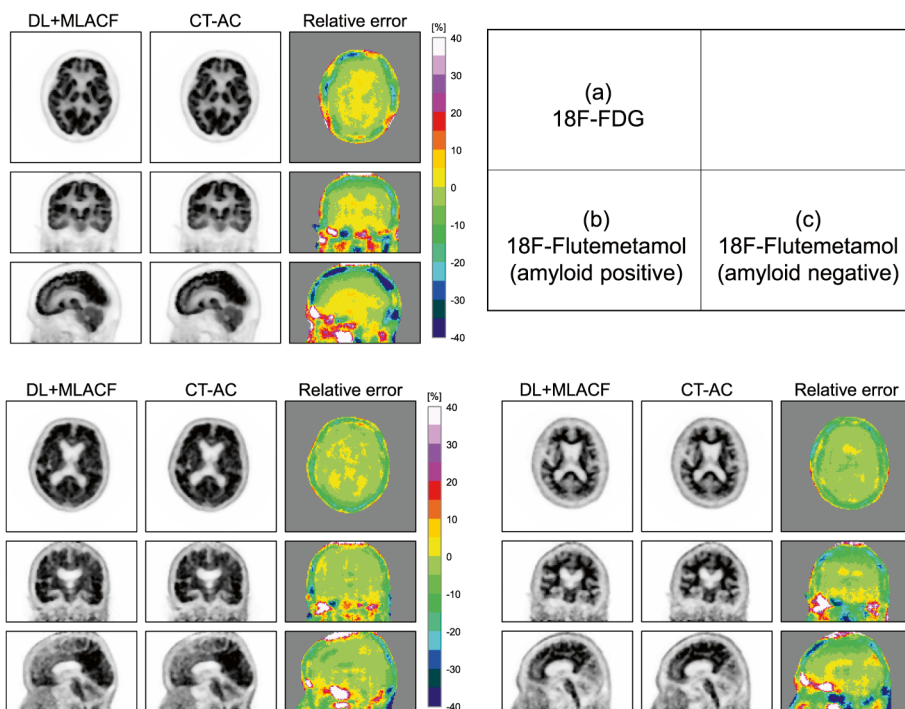 DL+MLACF CT-AC Relative error
[%]
40
30
20
10
0
-10
-20
-30
-40
(a)
18F-FDG
(b)
18F-Flutemetamol
(amyloid positive)
(c)
18F-Flutemetamol
(amyloid negative)
DL+MLACF CT-AC Relative error
[%]
40
30
20
10
0
-10
-20
-30
-40
DL+MLACF CT-AC Relative error